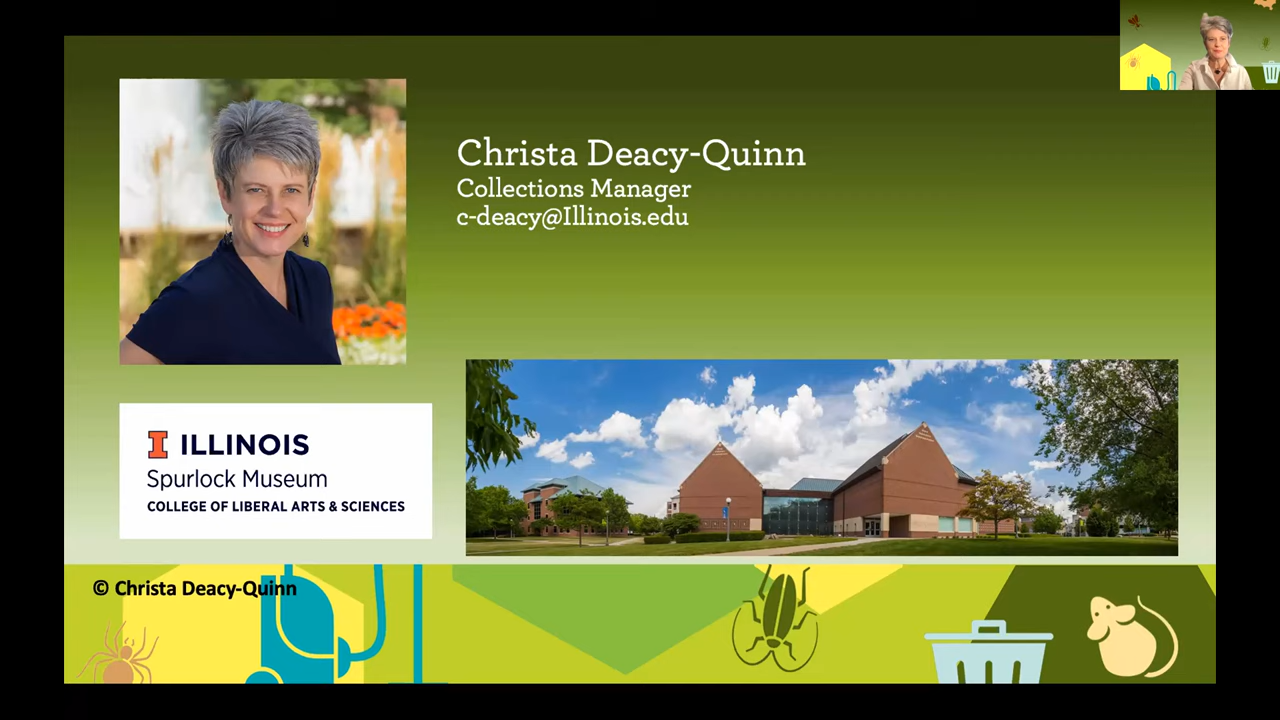 Christa Deacy-Quinn
Collections Manager
c-deacy@Illinois.edu
I ILLINOIS
Spurlock Museum
COLLEGE OF LIBERAL ARTS & SCIENCES
© Christa Deacy-Quinn